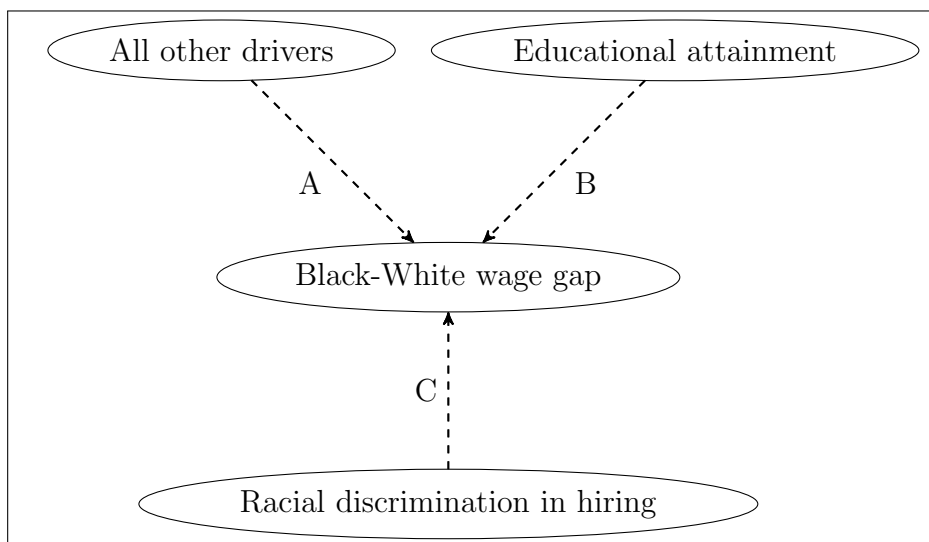 All other drivers
Educational attainment
A
B
Black-White wage gap
C
Racial discrimination in hiring